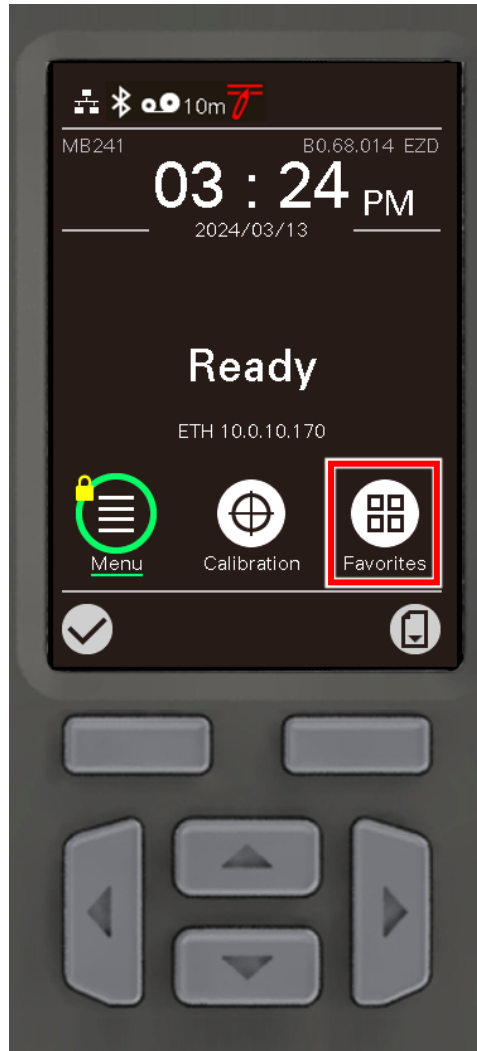 10m
MB241 B0.68.014 EZD
03 : 24 PM
2024/03/13
Ready
ETH 10.0.10.170
Menu Calibration Favorites